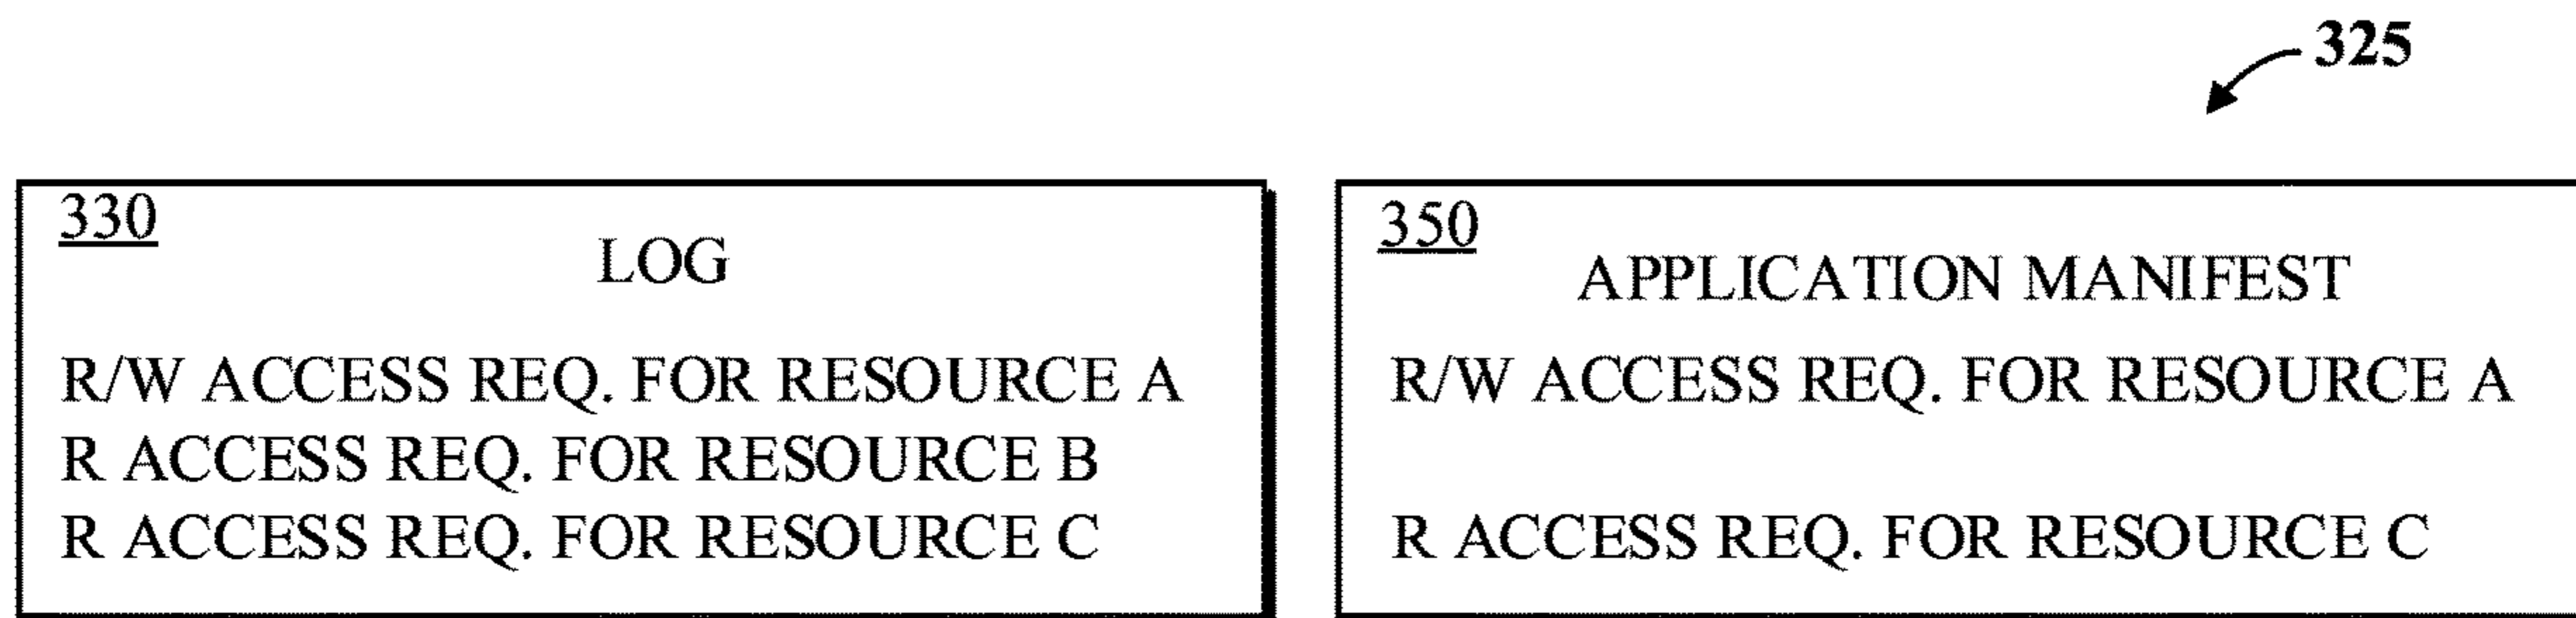 325
330
LOG
R/W ACCESS REQ. FOR RESOURCE A
R ACCESS REQ. FOR RESOURCE B
R ACCESS REQ. FOR RESOURCE C
350
APPLICATION MANIFEST
R/W ACCESS REQ. FOR RESOURCE A
R ACCESS REQ. FOR RESOURCE C